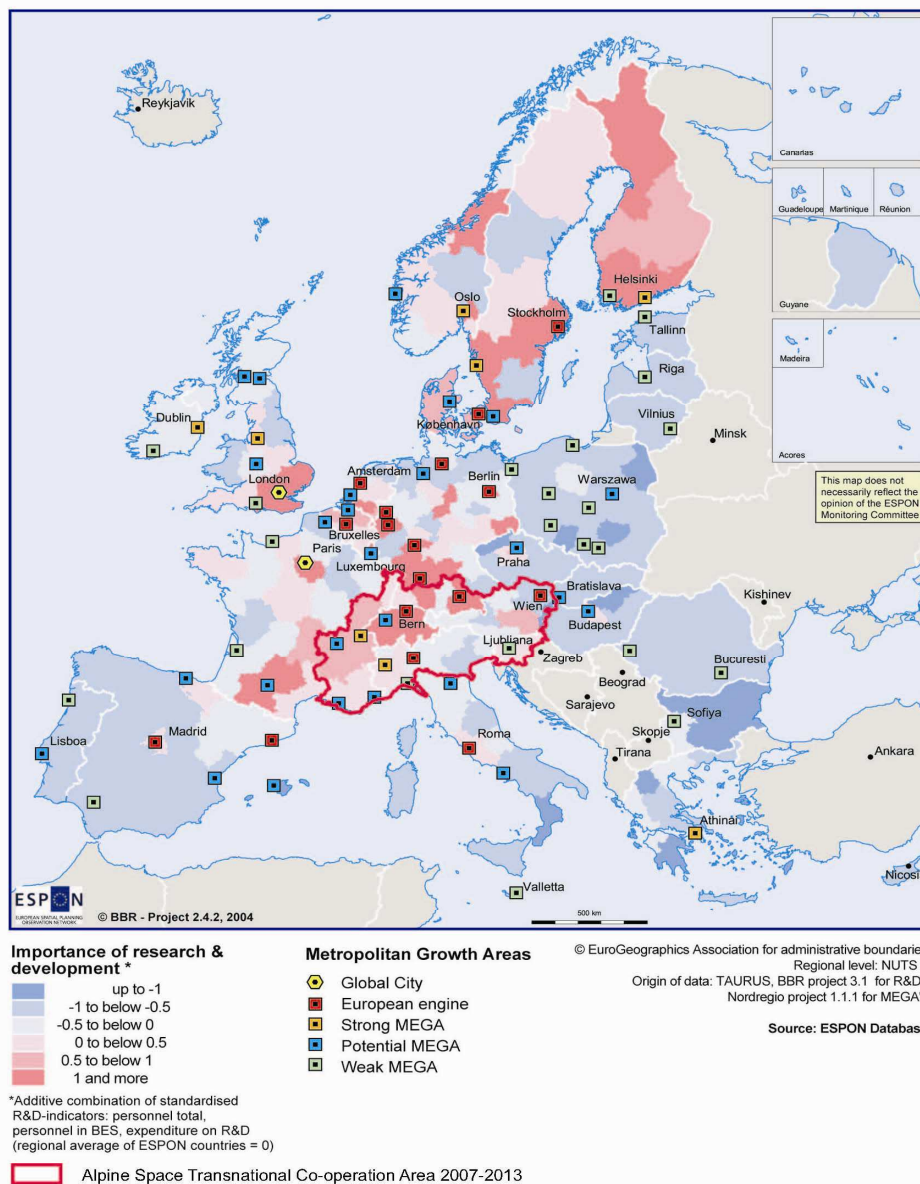 Reykjavik
Canarias
Guadeloupe
Martinique
Réunion
Guyane
Madeira
Acores
Helsinki
Oslo
Stockholm
Tallinn
Riga
Vilnius
Minsk
Dublin
København
London
Amsterdam
Berlin
Warszawa
This map does not
necessarily reflect the
opinion of the ESPON
Monitoring Committee
Bruxelles
Paris
Luxembourg
Praha
Kishinev
Bratislava
Wien
Budapest
Bern
Ljubliana
Zagreb
Bucuresti
Beograd
Sarajevo
Sofiya
Skopje
Tirana
Madrid
Lisboa
Roma
Ankara
Athinai
Nicosi
Valletta
ESPON
EUROPEAN SPATIAL PLANNING
OBSERVATION NETWORK
© BBR - Project 2.4.2, 2004
500 km
Importance of research &
development *
up to -1
-1 to below -0.5
-0.5 to below 0
0 to below 0.5
0.5 to below 1
1 and more
*Additive combination of standardised
R&D-indicators: personnel total,
personnel in BES, expenditure on R&D
(regional average of ESPON countries = 0)
Metropolitan Growth Areas
Global City
European engine
Strong MEGA
Potential MEGA
Weak MEGA
© EuroGeographics Association for administrative boundarie
Regional level: NUTS
Origin of data: TAURUS, BBR project 3.1 for R&D
Nordregio project 1.1.1 for MEGA'
Source: ESPON Databas
Alpine Space Transnational Co-operation Area 2007-2013